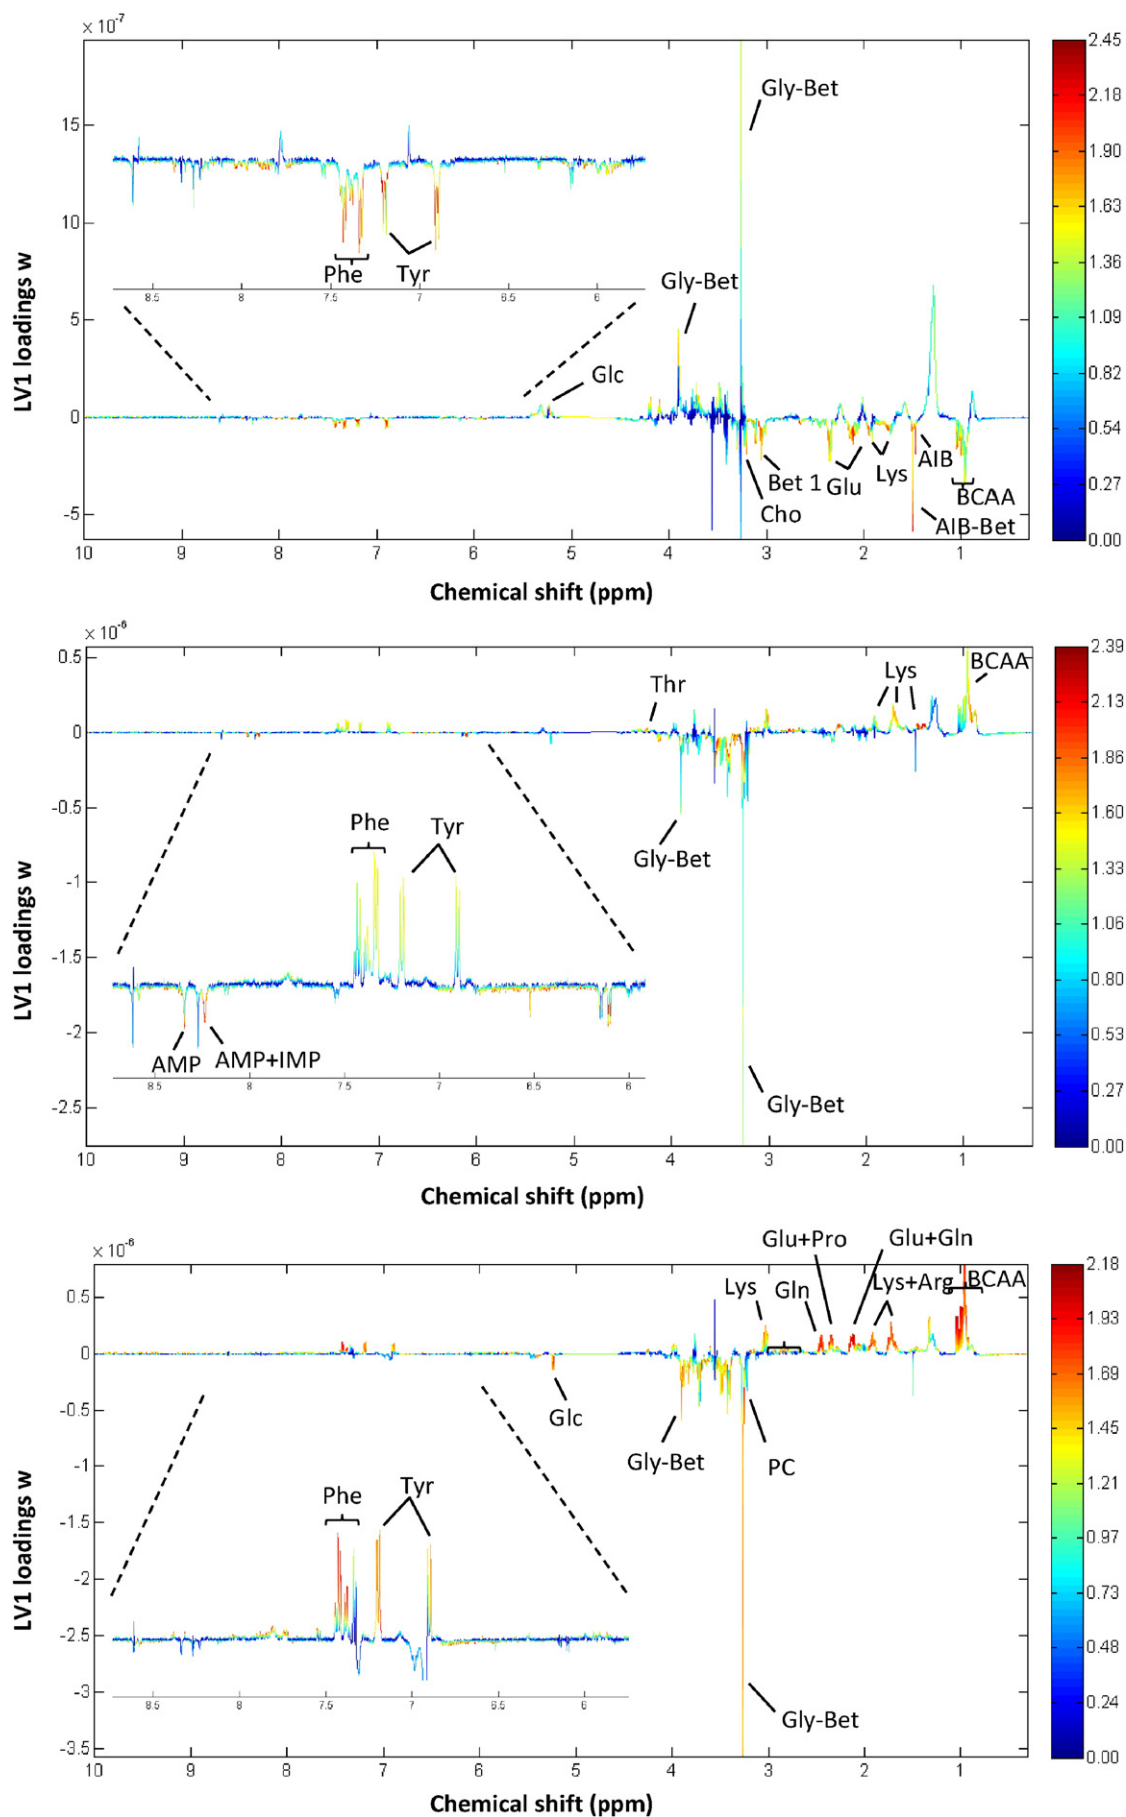 × 10⁻⁷
LV1 loadings w
15
10
5
0
-5
8.5 8 7.5 7 6.5 6
Phe
Tyr
Glc
Gly-Bet
Gly-Bet
Bet 1
Cho
Glu
Lys
AIB
BCAA
AIB-Bet
10 9 8 7 6 5 4 3 2 1
Chemical shift (ppm)
2.45
2.18
1.90
1.63
1.36
1.09
0.82
0.54
0.27
0.00
× 10⁻⁶
LV1 loadings w
0.5
0
-0.5
-1
-1.5
-2
-2.5
Thr
Lys
BCAA
Gly-Bet
Phe
Tyr
AMP
AMP+IMP
8.5 8 7.5 7 6.5 6
Gly-Bet
10 9 8 7 6 5 4 3 2 1
Chemical shift (ppm)
2.39
2.13
1.86
1.60
1.33
1.06
0.80
0.53
0.27
0.00
× 10⁻⁶
LV1 loadings w
0.5
0
-0.5
-1
-1.5
-2
-2.5
-3
-3.5
Glu+Pro
Glu+Gln
Lys
Gln
Lys+Arg
BCAA
Glc
Gly-Bet
PC
Phe
Tyr
8.5 8 7.5 7 6.5 6
Gly-Bet
10 9 8 7 6 5 4 3 2 1
Chemical shift (ppm)
2.18
1.93
1.69
1.45
1.21
0.97
0.73
0.48
0.24
0.00